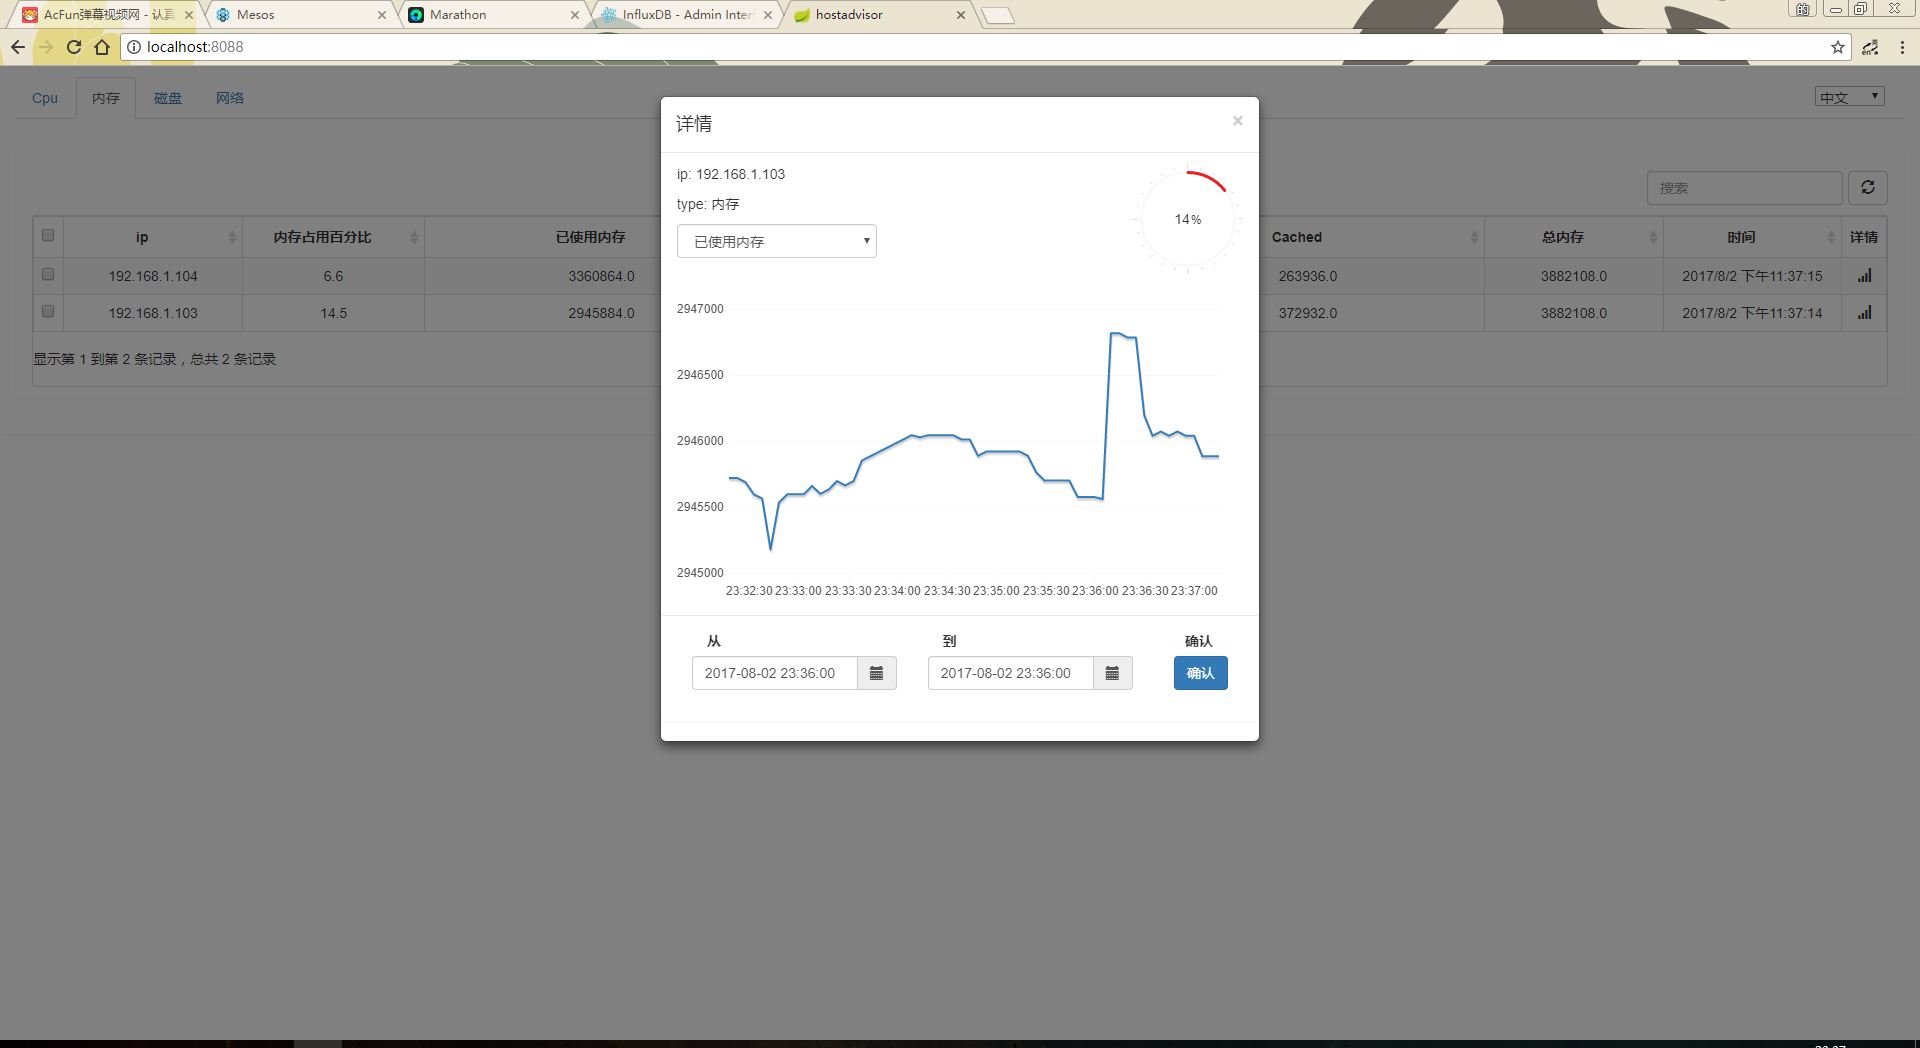 AcFun弹幕视频网 - 认真
Mesos
Marathon
InfluxDB - Admin Inter
hostadvisor
localhost:8088
Cpu
内存
磁盘
网络
中文
搜索
ip
内存占用百分比
已使用内存
Cached
总内存
时间
详情
192.168.1.104
6.6
3360864.0
263936.0
3882108.0
2017/8/2 下午11:37:15
192.168.1.103
14.5
2945884.0
372932.0
3882108.0
2017/8/2 下午11:37:14
显示第 1 到第 2 条记录，总共 2 条记录
详情
×
ip: 192.168.1.103
type: 内存
已使用内存
14%
2947000
2946500
2946000
2945500
2945000
23:32:30 23:33:00 23:33:30 23:34:00 23:34:30 23:35:00 23:35:30 23:36:00 23:36:30 23:37:00
从
到
确认
2017-08-02 23:36:00
2017-08-02 23:36:00
确认